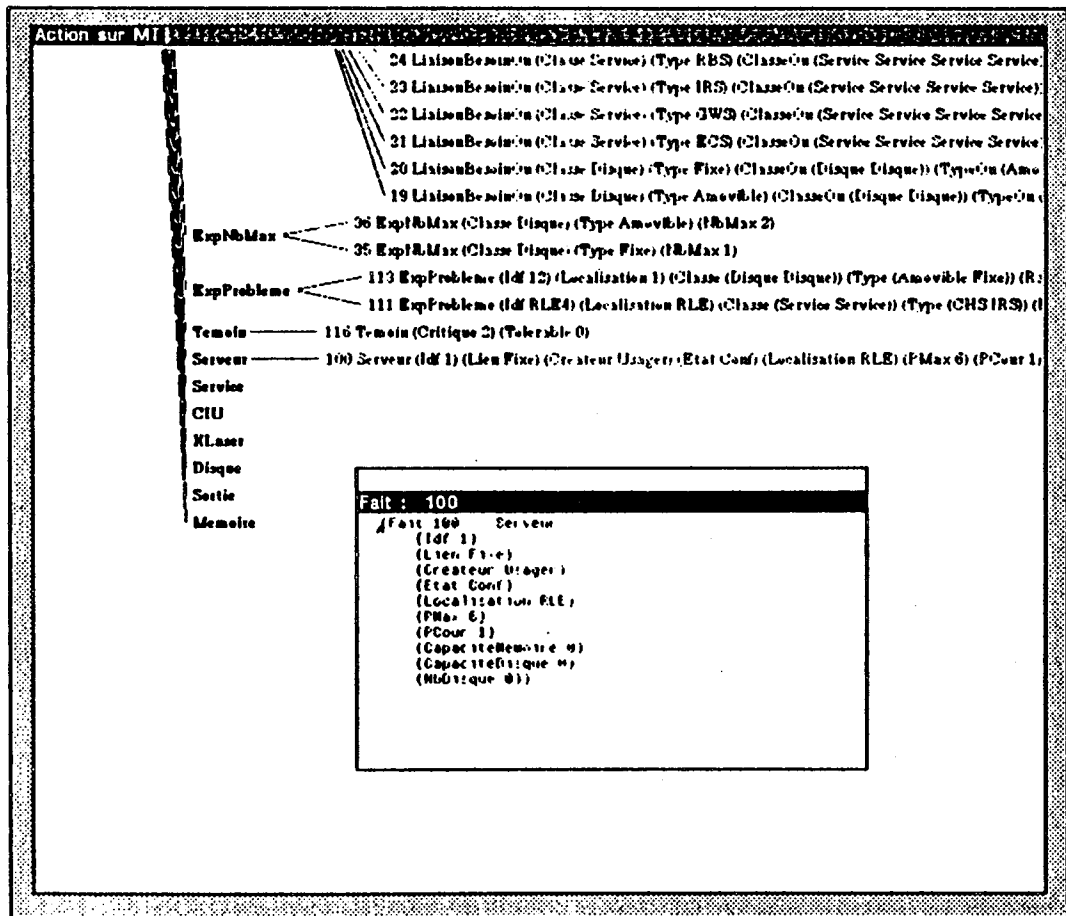 Action sur MT
24 LiaisonBesoinOu (Classe Service) (Type RBS) (ClasseOu (Service Service Service Service)
23 LiaisonBesoinOu (Classe Service) (Type IRS) (ClasseOu (Service Service Service Service)
22 LiaisonBesoinOu (Classe Service) (Type GWS) (ClasseOu (Service Service Service Service
21 LiaisonBesoinOu (Classe Service) (Type ECS) (ClasseOu (Service Service Service Service)
20 LiaisonBesoinOu (Classe Disque) (Type Fixe) (ClasseOu (Disque Disque)) (TypeOu (Amo
19 LiaisonBesoinOu (Classe Disque) (Type Amovible) (ClasseOu (Disque Disque)) (TypeOu
36 ExpNbMax (Classe Disque) (Type Amovible) (NbMax 2)
ExpNbMax
35 ExpNbMax (Classe Disque) (Type Fixe) (NbMax 1)
113 ExpProbleme (Idf 12) (Localisation 1) (Classe (Disque Disque)) (Type (Amovible Fixe))
ExpProbleme
111 ExpProbleme (Idf RLE4) (Localisation RLE) (Classe (Service Service)) (Type (CHS IRS))
Temoin 116 Temoin (Critique 2) (Tolerable 0)
Serveur 100 Serveur (Idf 1) (Lien Fixe) (Createur Usager) (Etat Conf) (Localisation RLE) (PMax 6) (PCour 1)
Service
CIU
XLaser
Disque
Sortie
Memoire
Fait : 100
(Fait 100 Serveur
(Idf 1)
(Lien Fixe)
(Createur Usager)
(Etat Conf)
(Localisation RLE)
(PMax 6)
(PCour 1)
(CapaciteMemoire 0)
(CapaciteDisque 0)
(NbDisque 0))